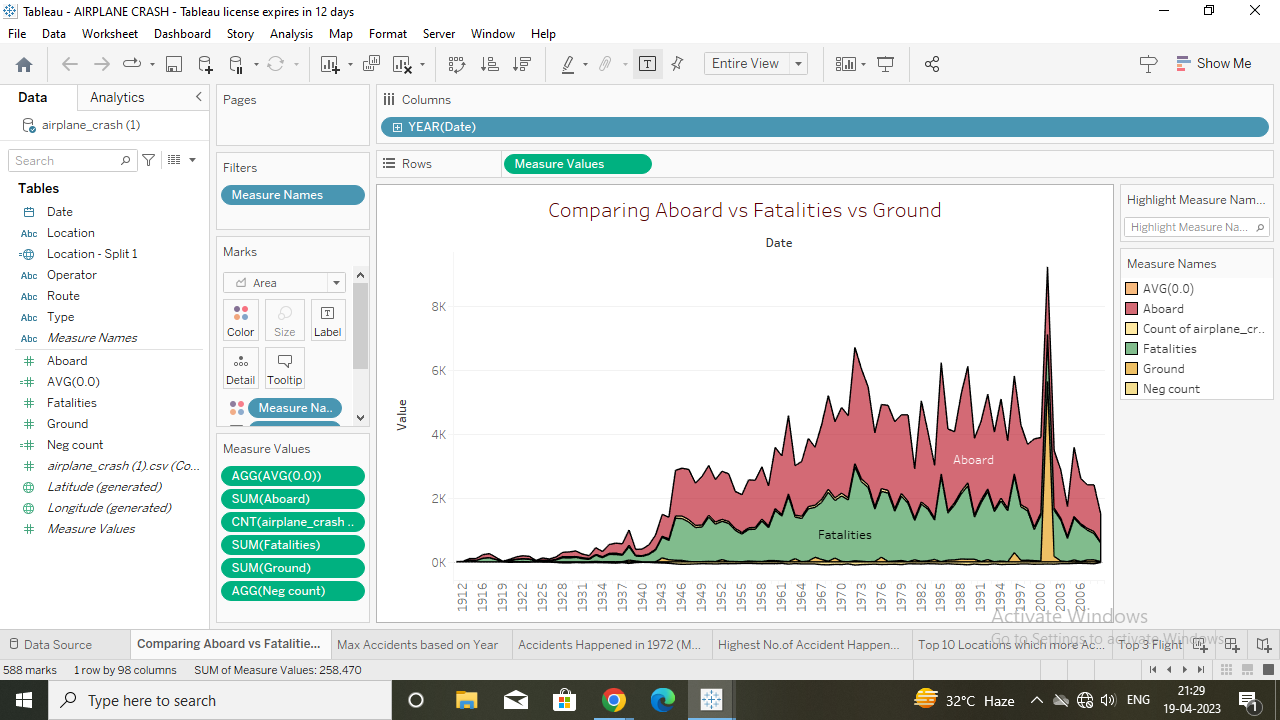 Tableau - AIRPLANE CRASH - Tableau license expires in 12 days
File Data Worksheet Dashboard Story Analysis Map Format Server Window Help
Entire View
Show Me
Data Analytics
airplane_crash (1)
Search
Tables
Date
Abc Location
Location - Split 1
Abc Operator
Abc Route
Abc Type
Abc Measure Names
Aboard
AVG(0.0)
Fatalities
Ground
Neg count
airplane_crash (1).csv (Co...
Latitude (generated)
Longitude (generated)
Measure Values
Pages
Filters
Measure Names
Marks
Area
Color Size Label
Detail Tooltip
Measure Na..
Measure Values
AGG(AVG(0.0))
SUM(Aboard)
CNT(airplane_crash ..
SUM(Fatalities)
SUM(Ground)
AGG(Neg count)
Columns
YEAR(Date)
Rows
Measure Values
Comparing Aboard vs Fatalities vs Ground
Date
Value
8K
6K
4K
2K
0K
Aboard
Fatalities
1912 1916 1919 1922 1925 1928 1931 1934 1937 1940 1943 1946 1949 1952 1955 1958 1961 1964 1967 1970 1973 1976 1979 1982 1985 1988 1991 1994 1997 2000 2003 2006
Highlight Measure Nam...
Highlight Measure Na...
Measure Names
AVG(0.0)
Aboard
Count of airplane_cr..
Fatalities
Ground
Neg count
Activate Windows
Go to Settings to activate Windows.
Data Source Comparing Aboard vs Fatalitie... Max Accidents based on Year Accidents Happened in 1972 (M... Highest No.of Accident Happen... Top 10 Locations which more Ac... Top 3 Flight
588 marks 1 row by 98 columns SUM of Measure Values: 258,470
Type here to search
32°C Haze
ENG
21:29
19-04-2023
1